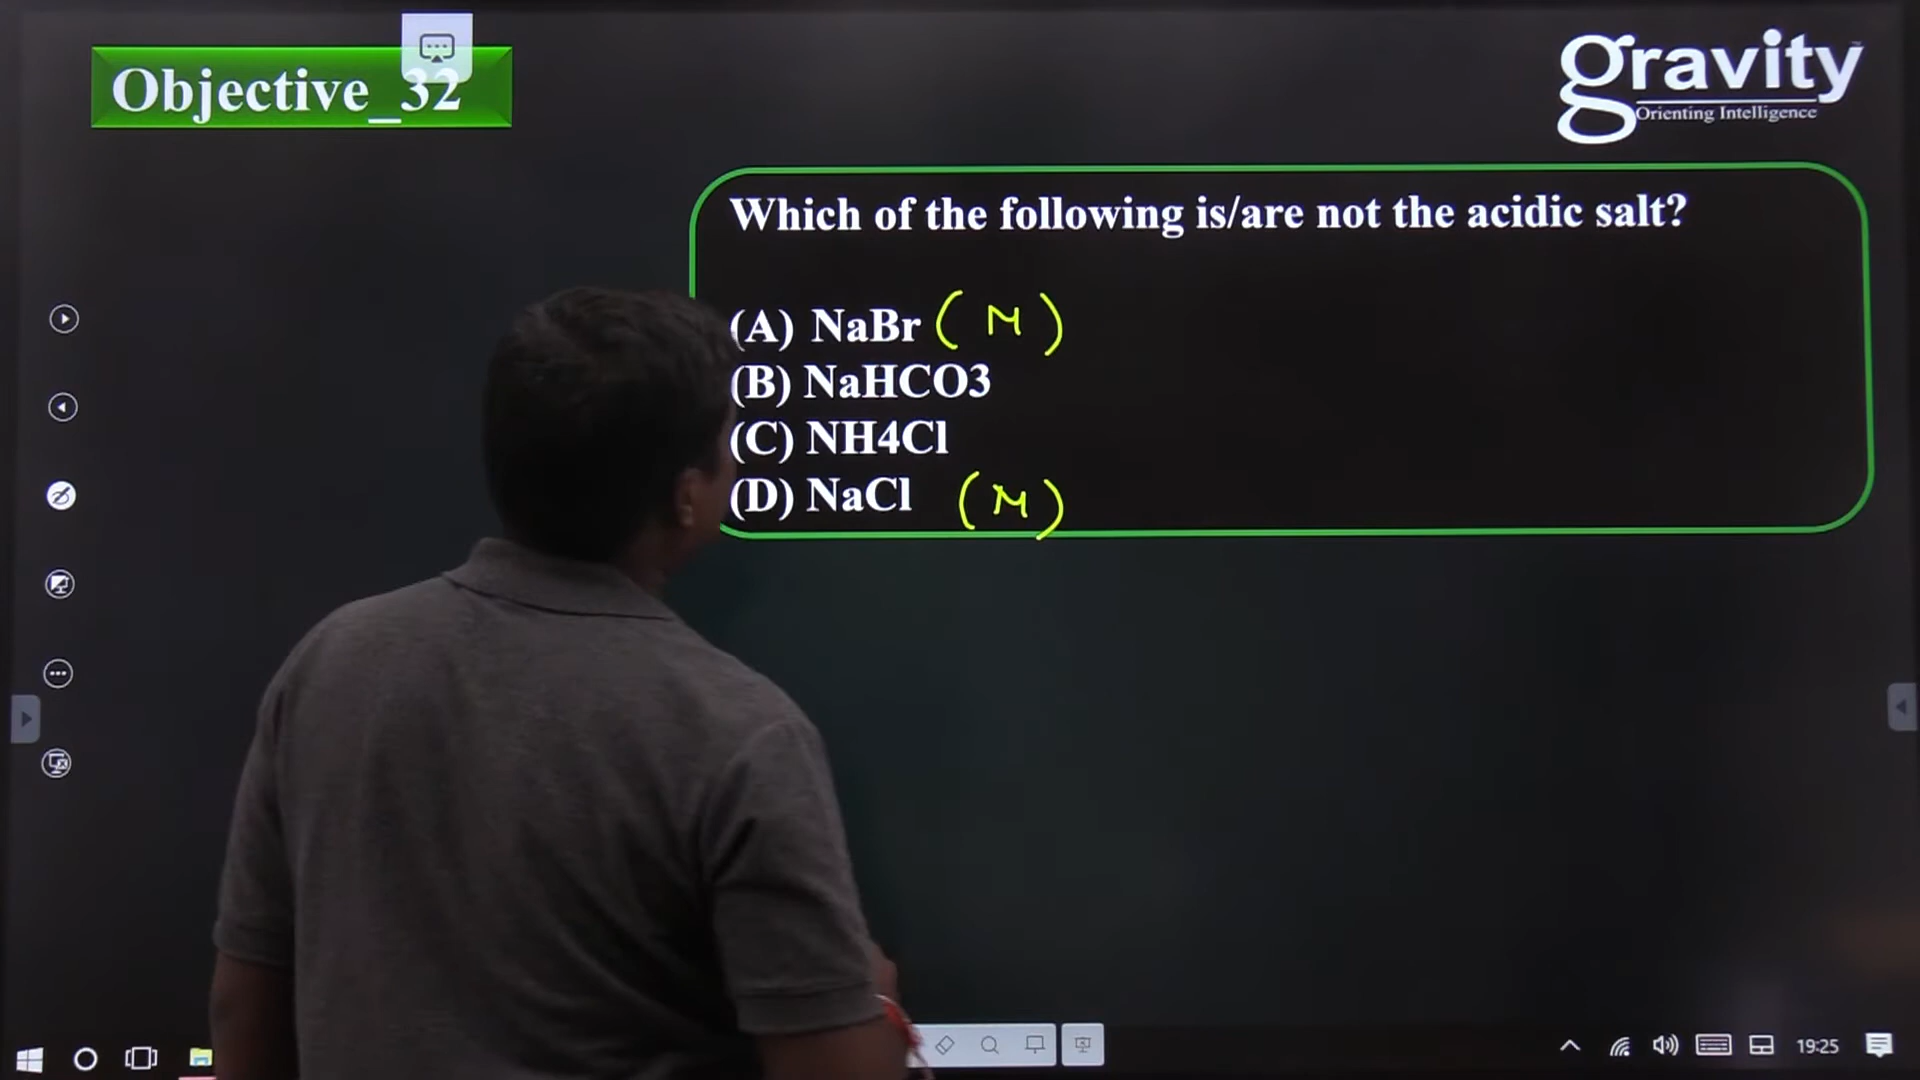 Objective_32
gravity
Orienting Intelligence
Which of the following is/are not the acidic salt?
(A) NaBr (N)
(B) NaHCO3
(C) NH4Cl
(D) NaCl (N)
19:25